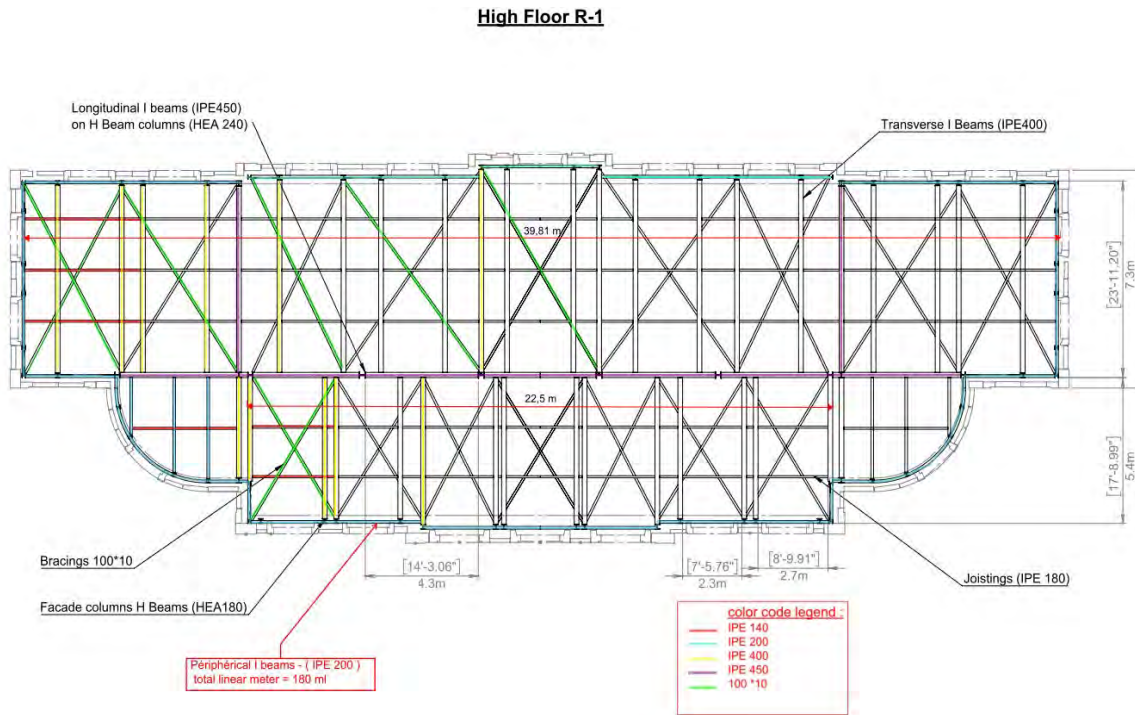 High Floor R-1
Longitudinal I beams (IPE450)
on H Beam columns (HEA 240)
Transverse I Beams (IPE400)
39,81 m
[23'-11.20"]
7,3m
22,5 m
[17'-8.99"]
5.4m
Bracings 100*10
[14'-3.06"]
4.3m
[7'-5.76"]
2.3m
[8'-9.91"]
2.7m
Joistings (IPE 180)
Facade columns H Beams (HEA180)
Périphérical I beams - ( IPE 200 )
total linear meter = 180 ml
color code legend :
IPE 140
IPE 200
IPE 400
IPE 450
100 *10